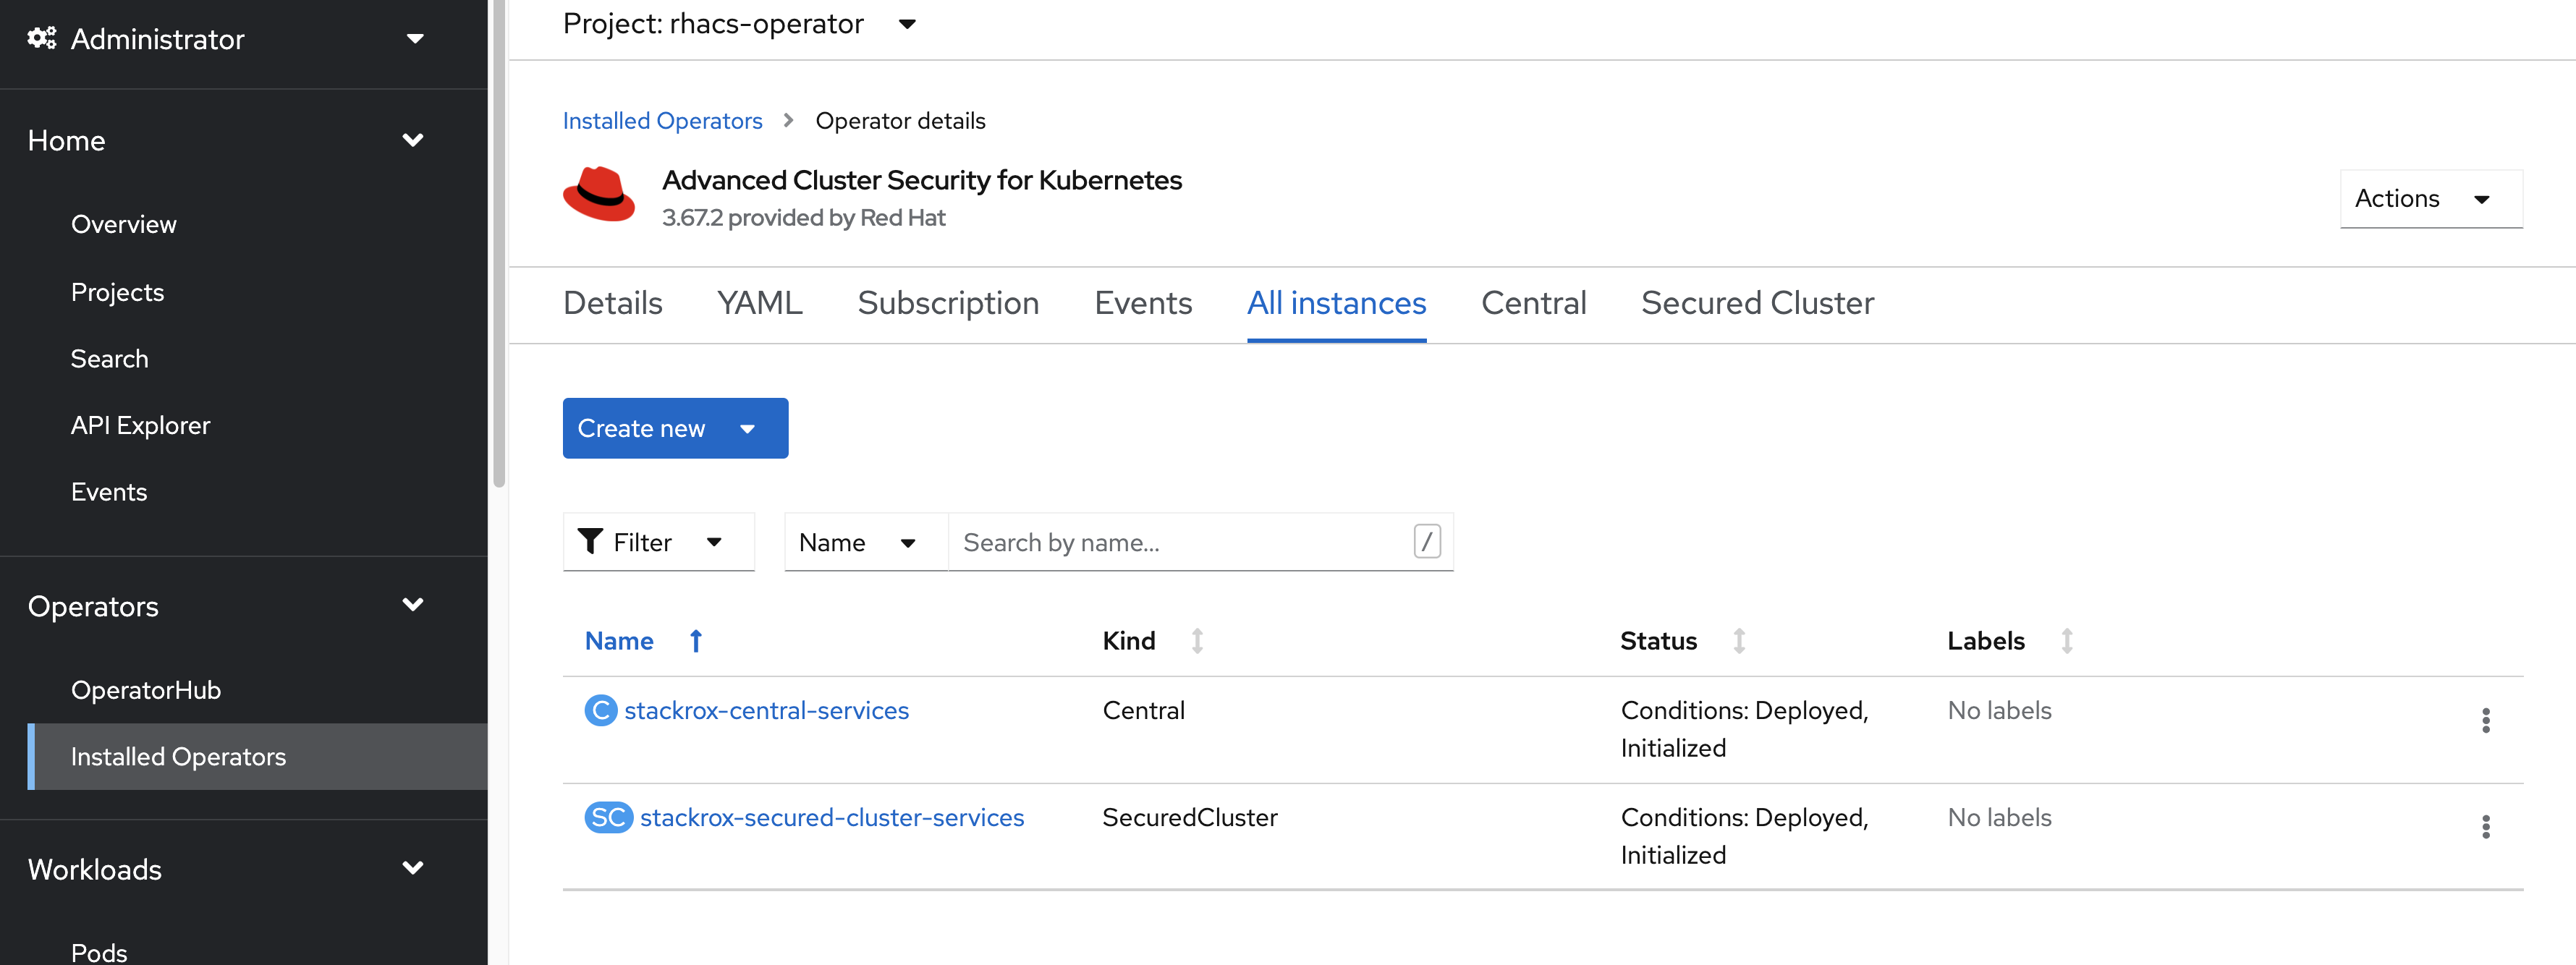 Administrator
Home
Overview
Projects
Search
API Explorer
Events
Operators
OperatorHub
Installed Operators
Workloads
Pods
Project: rhacs-operator
Installed Operators > Operator details
Advanced Cluster Security for Kubernetes
3.67.2 provided by Red Hat
Actions
Details YAML Subscription Events All instances Central Secured Cluster
Create new
Filter Name Search by name... /
Name Kind Status Labels
C stackrox-central-services Central Conditions: Deployed, No labels
Initialized
SC stackrox-secured-cluster-services SecuredCluster Conditions: Deployed, No labels
Initialized